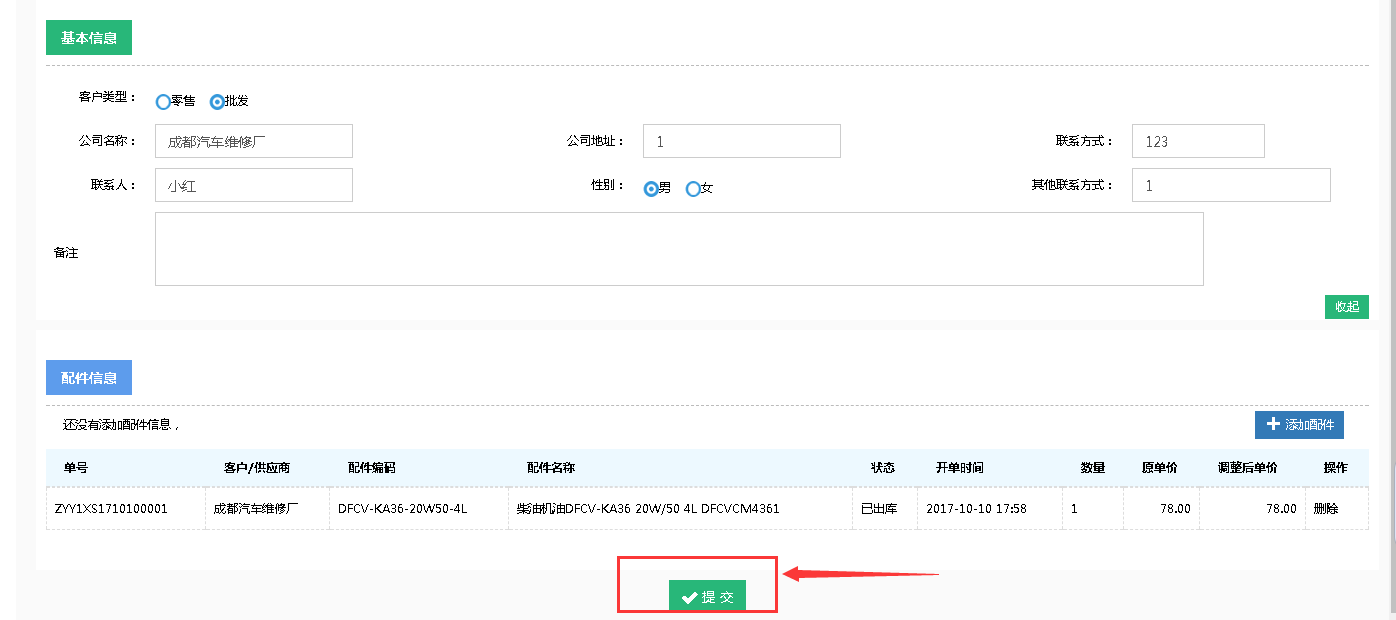 基本信息
客户类型： 零售 批发
公司名称： 成都汽车维修厂 公司地址： 1 联系方式： 123
联系人： 小红 性别： 男 女 其他联系方式： 1
备注
收起
配件信息
还没有添加配件信息， 添加配件
单号 客户/供应商 配件编码 配件名称 状态 开单时间 数量 原单价 调整后单价 操作
ZYY1XS1710100001 成都汽车维修厂 DFCV-KA36-20W50-4L 柴油机油DFCV-KA36 20W/50 4L DFCVCM4361 已出库 2017-10-10 17:58 1 78.00 78.00 删除
提 交